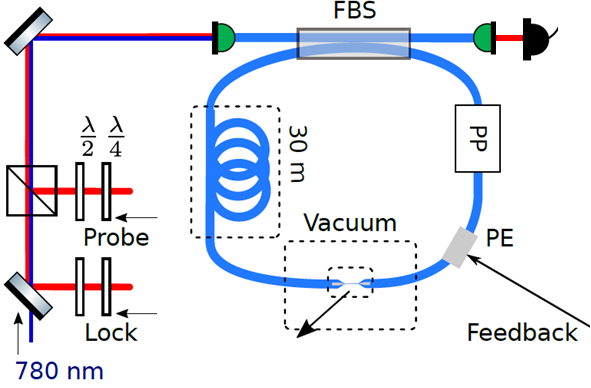 FBS
λ/2 λ/4
30 m
PP
Probe
Vacuum
PE
Lock
Feedback
780 nm